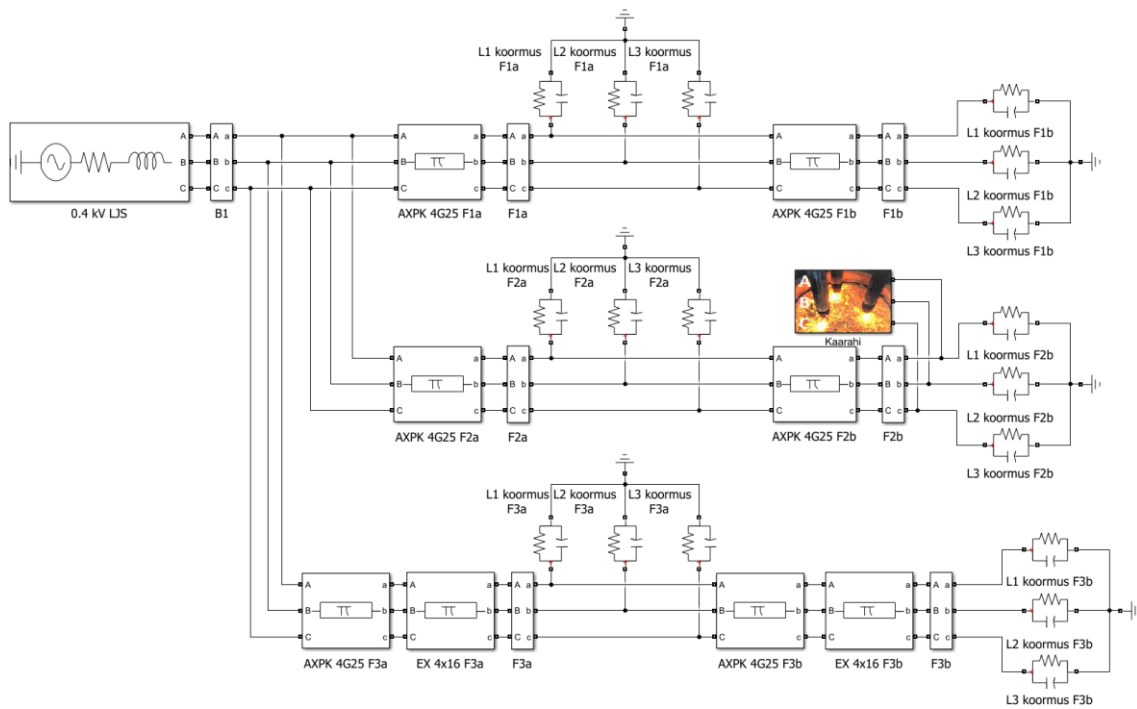 L1 koormus L2 koormus L3 koormus
F1a F1a F1a
A A a A a A a A a A a
B B b B π b B b B π b B b
C C c C c C c C c C c
0.4 kV LJS
B1
AXPK 4G25 F1a
F1a
AXPK 4G25 F1b
F1b
L1 koormus F1b
L2 koormus F1b
L3 koormus F1b
L1 koormus L2 koormus L3 koormus
F2a F2a F2a
A
B
C
Kaarahi
A a A a A a A a
B π b B b B π b B b
C c C c C c C c
AXPK 4G25 F2a
F2a
AXPK 4G25 F2b
F2b
L1 koormus F2b
L2 koormus F2b
L3 koormus F2b
L1 koormus L2 koormus L3 koormus
F3a F3a F3a
A a A a A a A a A a A a
B π b B π b B b B π b B π b B b
C c C c C c C c C c C c
AXPK 4G25 F3a
EX 4x16 F3a
F3a
AXPK 4G25 F3b
EX 4x16 F3b
F3b
L1 koormus F3b
L2 koormus F3b
L3 koormus F3b